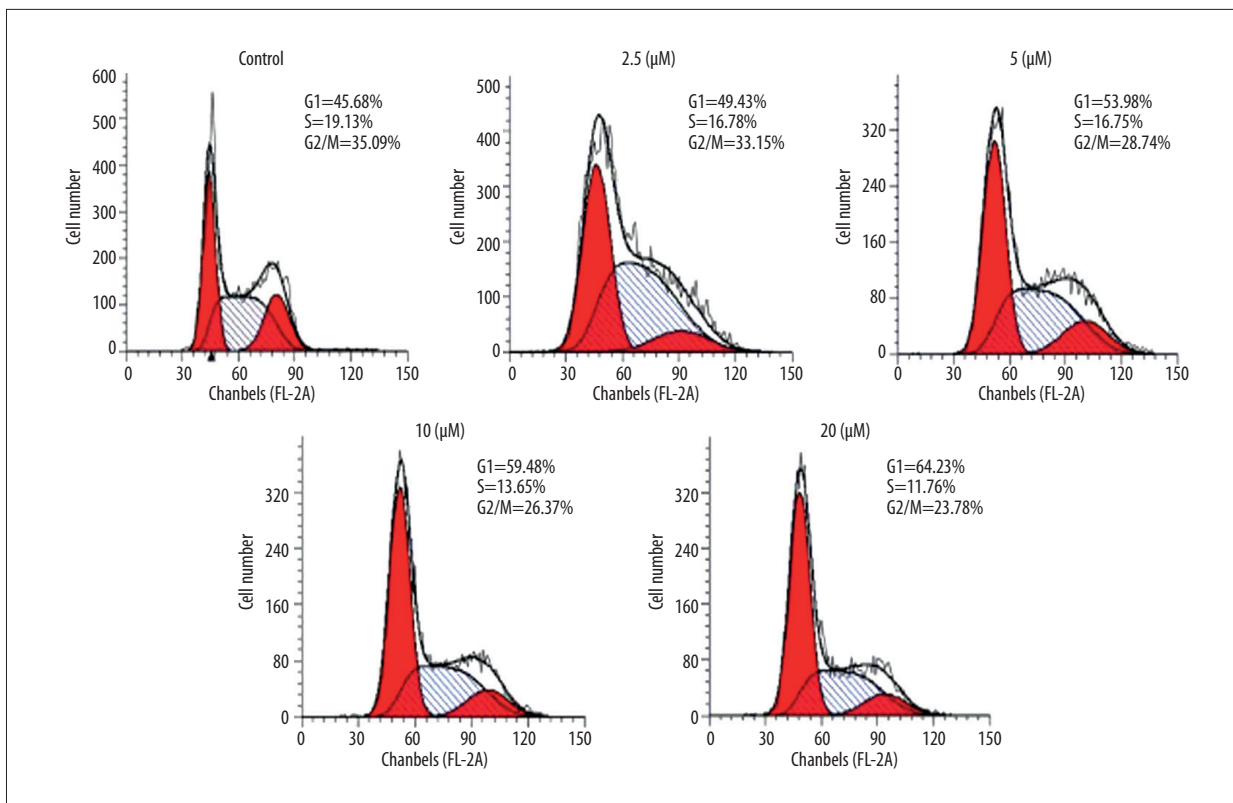 Control
G1=45.68%
S=19.13%
G2/M=35.09%
Cell number
600
500
400
300
200
100
0
0 30 60 90 120 150
Chanbels (FL-2A)
2.5 (µM)
G1=49.43%
S=16.78%
G2/M=33.15%
Cell number
500
400
300
200
100
0
0 30 60 90 120 150
Chanbels (FL-2A)
5 (µM)
G1=53.98%
S=16.75%
G2/M=28.74%
Cell number
320
240
160
80
0
0 30 60 90 120 150
Chanbels (FL-2A)
10 (µM)
G1=59.48%
S=13.65%
G2/M=26.37%
Cell number
320
240
160
80
0
0 30 60 90 120 150
Chanbels (FL-2A)
20 (µM)
G1=64.23%
S=11.76%
G2/M=23.78%
Cell number
320
240
160
80
0
0 30 60 90 120 150
Chanbels (FL-2A)